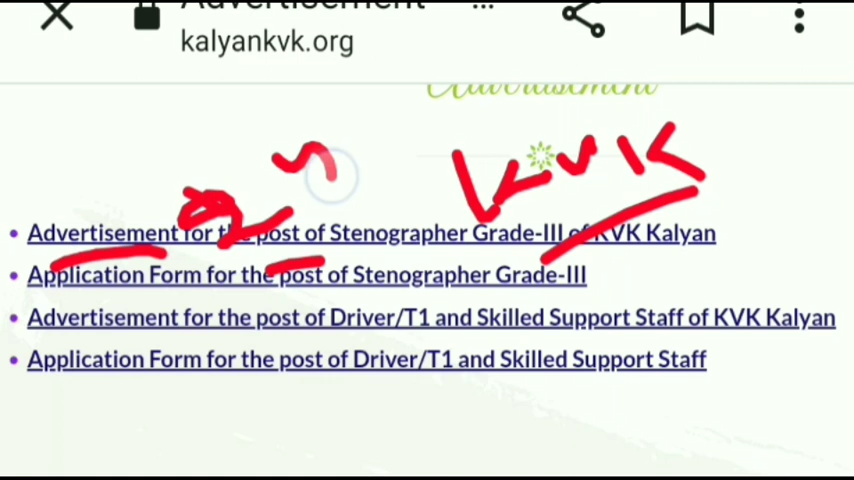 Advertisement ...
kalyankvk.org
Advertisement
KVK
Advertisement for the post of Stenographer Grade-III of KVK Kalyan
Application Form for the post of Stenographer Grade-III
Advertisement for the post of Driver/T1 and Skilled Support Staff of KVK Kalyan
Application Form for the post of Driver/T1 and Skilled Support Staff